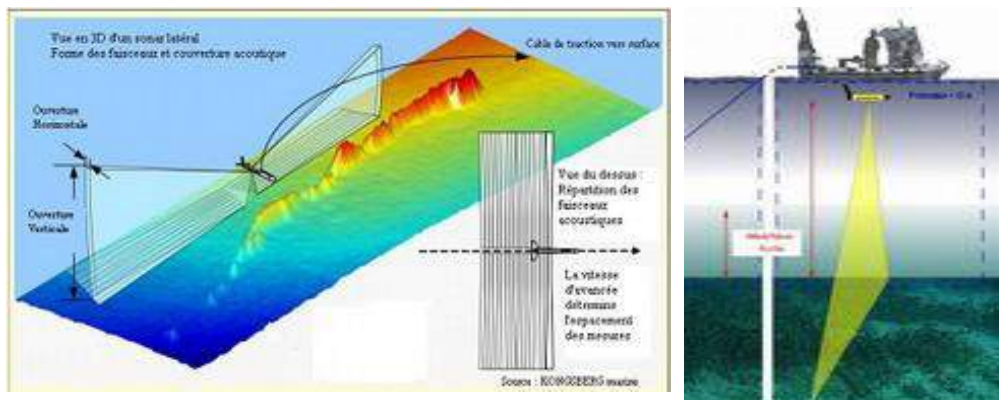 Vue en 3D d'un sonar latéral
Forme des faisceaux et couverture acoustique
Cable de traction vers surface
Ouverture
Horizontale
Ouverture
Verticale
Vue du dessus :
Répartition des
faisceaux
acoustiques
La vitesse
d'avancée
détermine
l'espacement
des mesures
Source : KONGSBERG marine